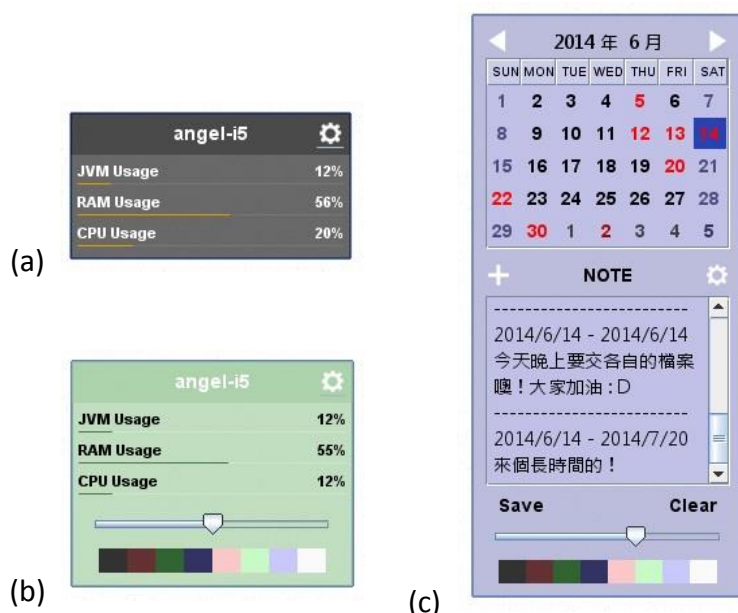 angel-i5
JVM Usage 12%
RAM Usage 56%
CPU Usage 20%
(a)
angel-i5
JVM Usage 12%
RAM Usage 55%
CPU Usage 12%
(b)
2014 年 6 月
SUN MON TUE WED THU FRI SAT
1 2 3 4 5 6 7
8 9 10 11 12 13 14
15 16 17 18 19 20 21
22 23 24 25 26 27 28
29 30 1 2 3 4 5
NOTE
--------------------------
2014/6/14 - 2014/6/14
今天晚上要交各自的檔案
噢！大家加油 : D
--------------------------
2014/6/14 - 2014/7/20
來個長時間的！
Save Clear
(c)